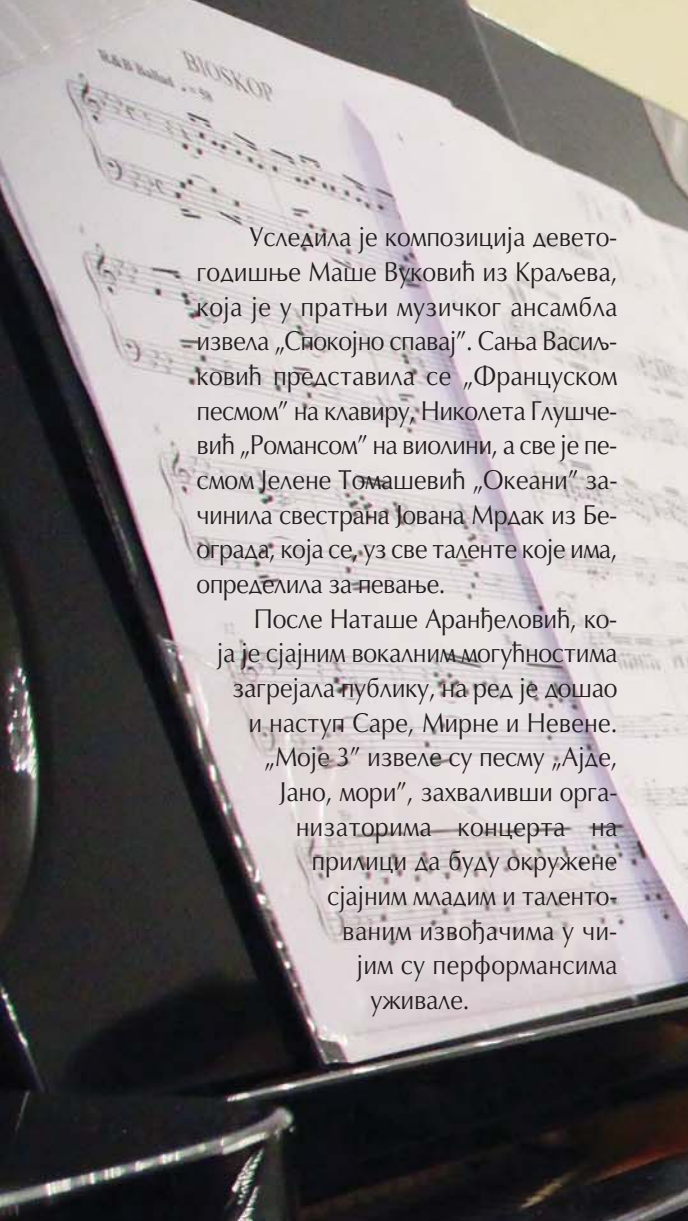 BIOSKOP
R&B Ballad ♩ = 58
Уследила је композиција девето-
годишње Маше Вуковић из Краљева,
која је у пратњи музичког ансамбла
извела „Спокојно спавај”. Сања Васиљ-
ковић представила се „Француском
песмом” на клавиру, Николета Глушче-
вић „Романсом” на виолини, а све је пе-
смом Јелене Томашевић „Океани” за-
чинила свестрана Јована Мрдак из Бе-
ограда, која се, уз све таленте које има,
определила за певање.
После Наташе Аранђеловић, ко-
ја је сјајним вокалним могућностима
загрејала публику, на ред је дошао
и наступ Саре, Мирне и Невене.
„Моје 3” извеле су песму „Ајде,
Јано, мори”, захваливши орга-
низаторима концерта на
прилици да буду окружене
сјајним младим и таленто-
ваним извођачима у чи-
јим су перформансима
уживале.